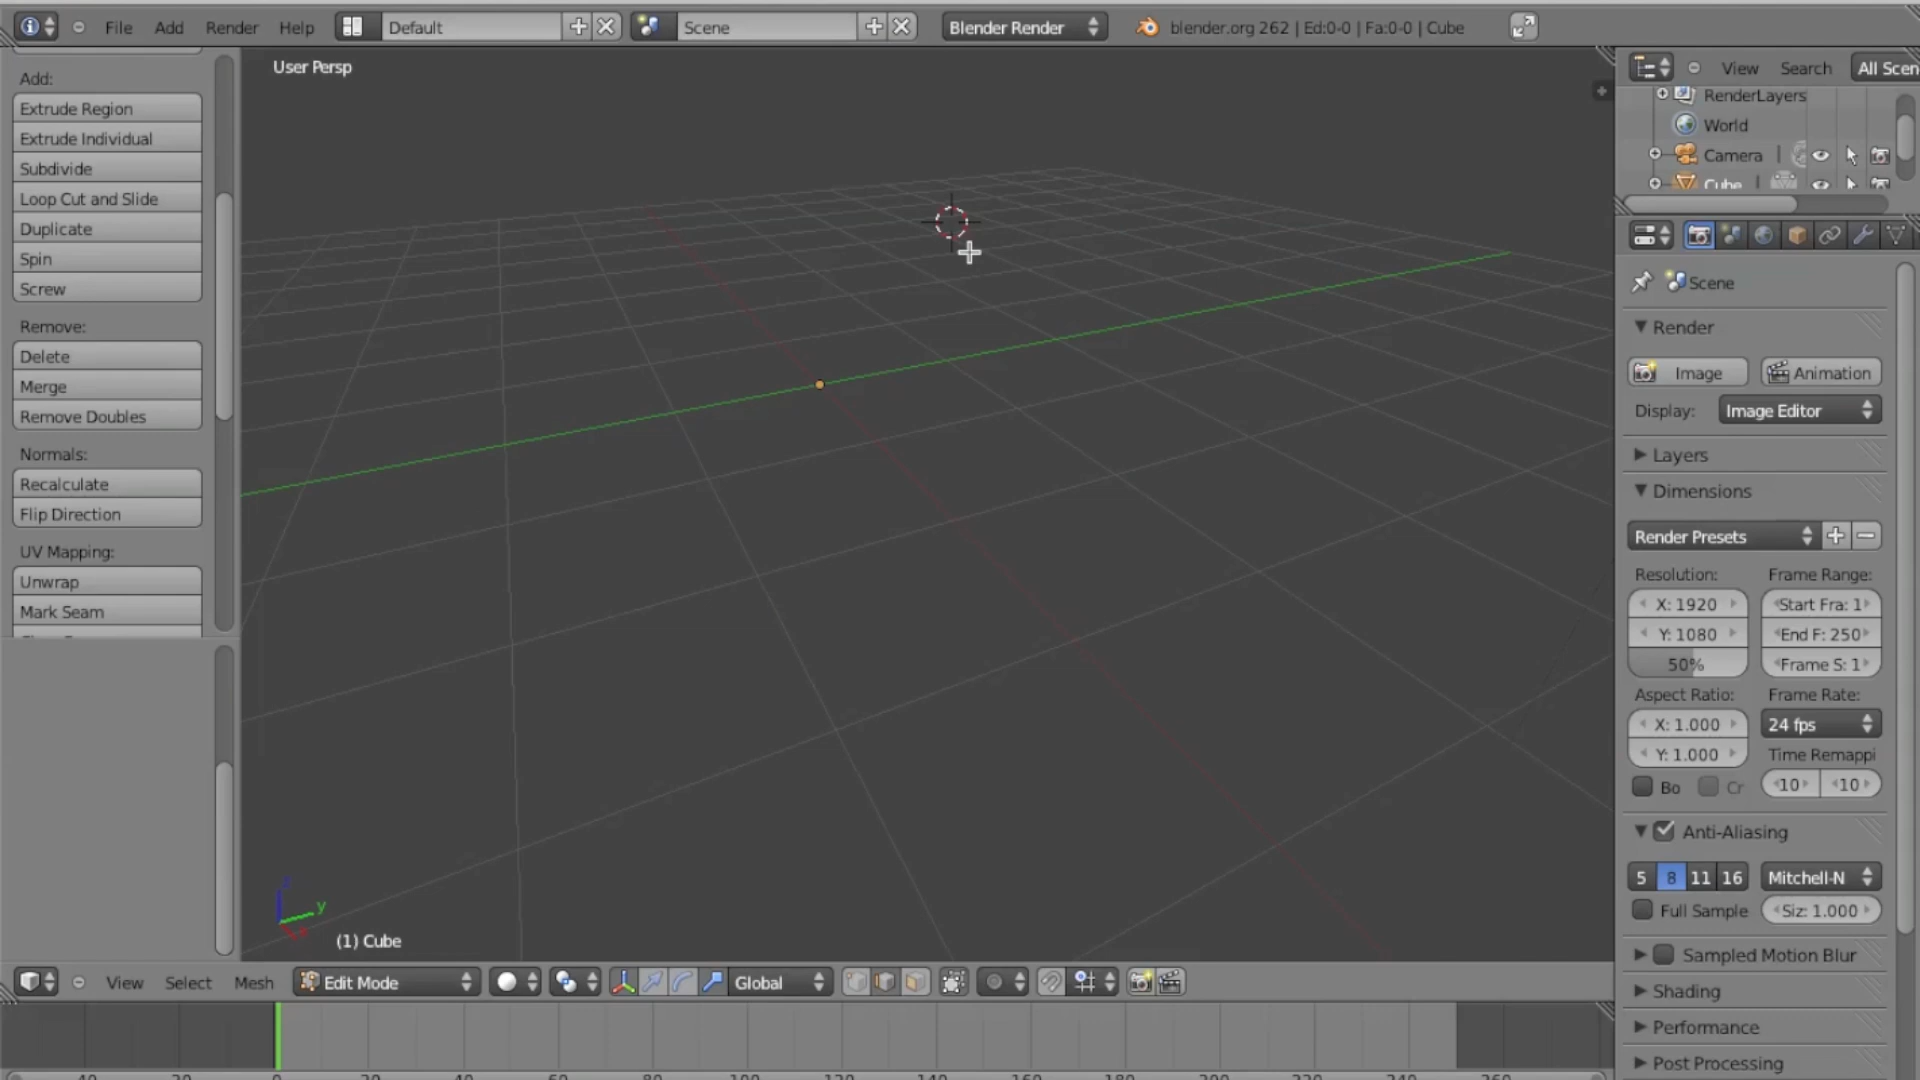 File Add Render Help Default Scene Blender Render blender.org 262 | Ed:0-0 | Fa:0-0 | Cube
User Persp
Add:
Extrude Region
Extrude Individual
Subdivide
Loop Cut and Slide
Duplicate
Spin
Screw
Remove:
Delete
Merge
Remove Doubles
Normals:
Recalculate
Flip Direction
UV Mapping:
Unwrap
Mark Seam
y
(1) Cube
View Select Mesh Edit Mode Global
View Search All Scen
RenderLayers
World
Camera
Cube
Scene
Render
Image Animation
Display: Image Editor
Layers
Dimensions
Render Presets
Resolution: Frame Range:
X: 1920 Start Fra: 1
Y: 1080 End F: 250
50% Frame S: 1
Aspect Ratio: Frame Rate:
X: 1.000 24 fps
Y: 1.000 Time Remappi
Bo Cr 10 10
Anti-Aliasing
5 8 11 16 Mitchell-N
Full Sample Siz: 1.000
Sampled Motion Blur
Shading
Performance
Post Processing